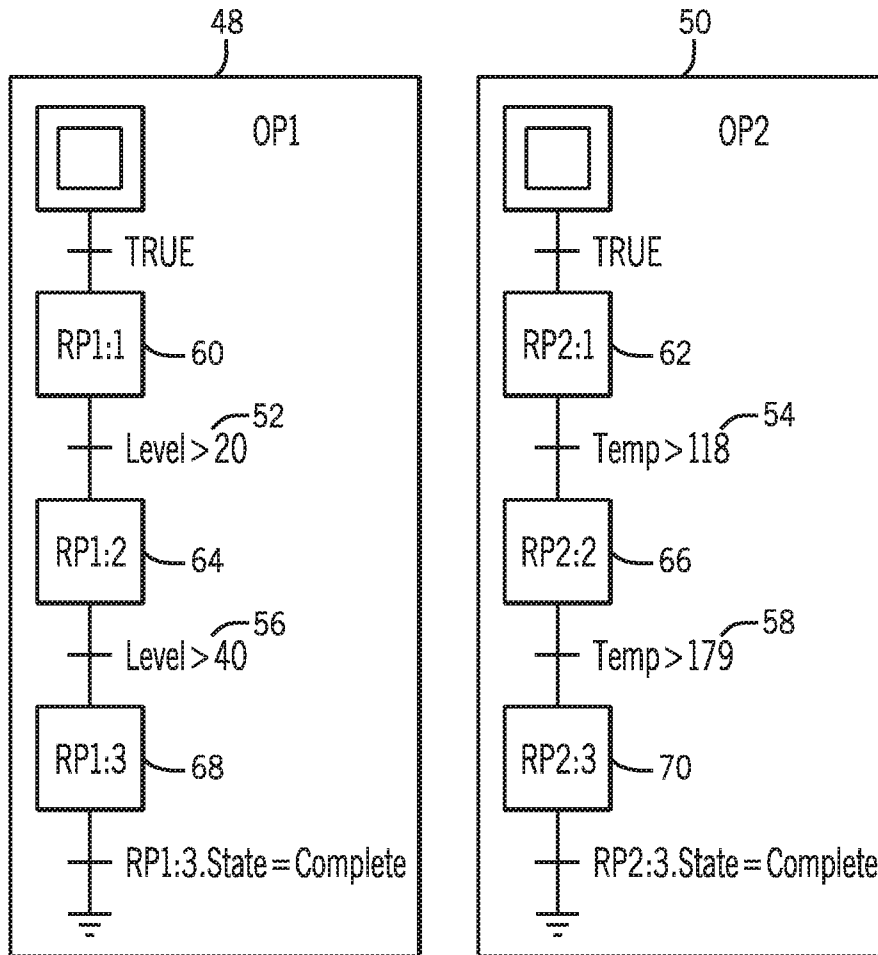 48
OP1
TRUE
RP1:1
60
52
Level > 20
RP1:2
64
56
Level > 40
RP1:3
68
RP1:3.State = Complete
50
OP2
TRUE
RP2:1
62
54
Temp > 118
RP2:2
66
58
Temp > 179
RP2:3
70
RP2:3.State = Complete